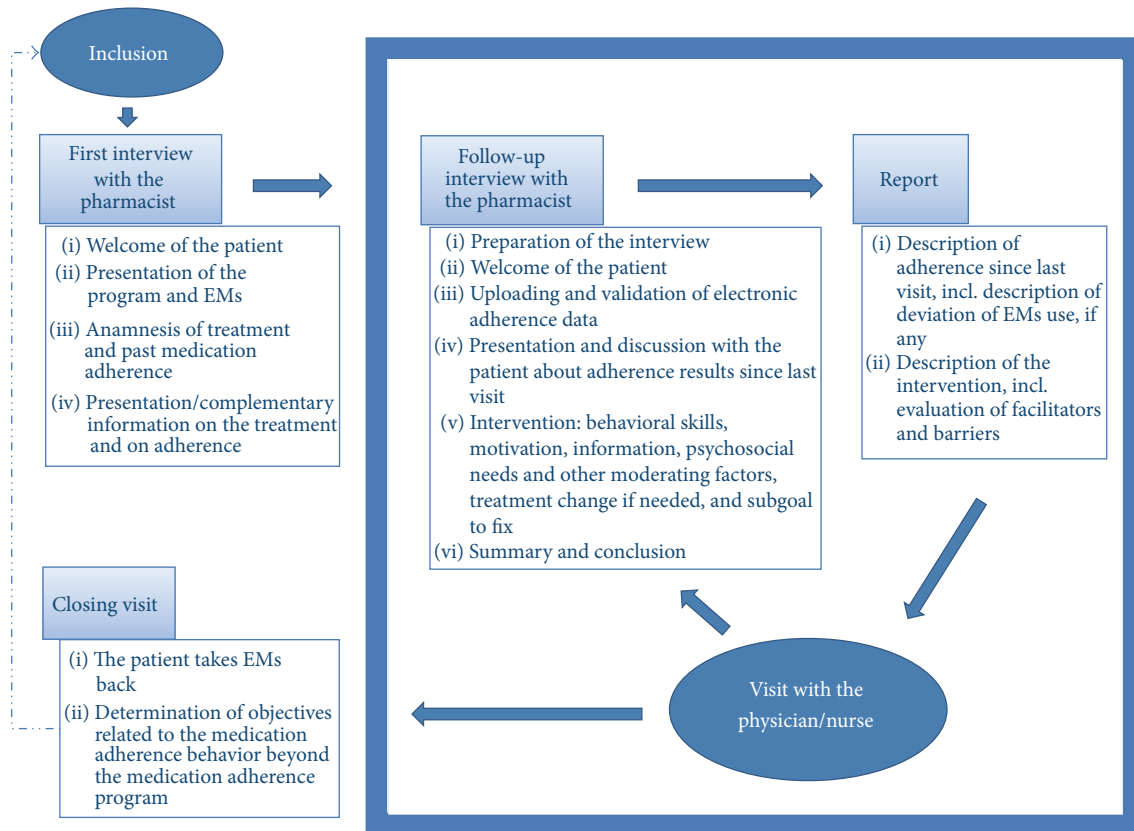 Inclusion
First interview
with the
pharmacist
(i) Welcome of the patient
(ii) Presentation of the
program and EMs
(iii) Anamnesis of treatment
and past medication
adherence
(iv) Presentation/complementary
information on the treatment
and on adherence
Follow-up
interview with
the pharmacist
(i) Preparation of the interview
(ii) Welcome of the patient
(iii) Uploading and validation of electronic
adherence data
(iv) Presentation and discussion with the
patient about adherence results since last
visit
(v) Intervention: behavioral skills,
motivation, information, psychosocial
needs and other moderating factors,
treatment change if needed, and subgoal
to fix
(vi) Summary and conclusion
Report
(i) Description of
adherence since last
visit, incl. description of
deviation of EMs use, if
any
(ii) Description of the
intervention, incl.
evaluation of facilitators
and barriers
Visit with the
physician/nurse
Closing visit
(i) The patient takes EMs
back
(ii) Determination of objectives
related to the medication
adherence behavior beyond
the medication adherence
program